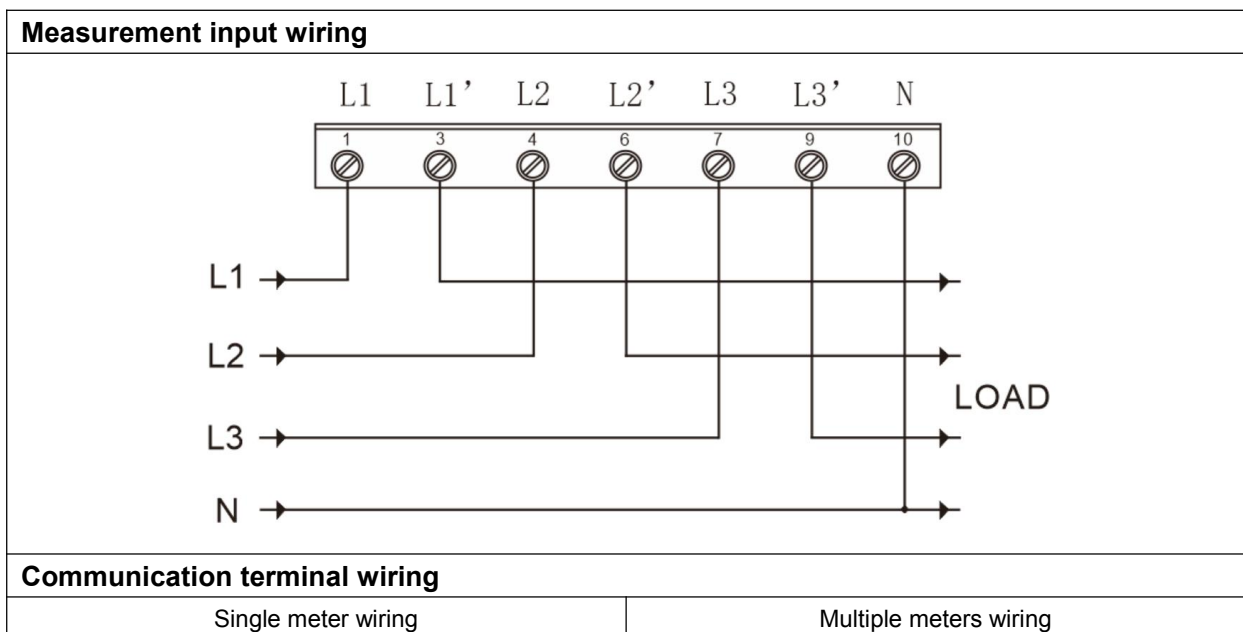 Measurement input wiring
L1 L1’ L2 L2’ L3 L3’ N
1 3 4 6 7 9 10
L1
L2
LOAD
L3
N
Communication terminal wiring
Single meter wiring Multiple meters wiring